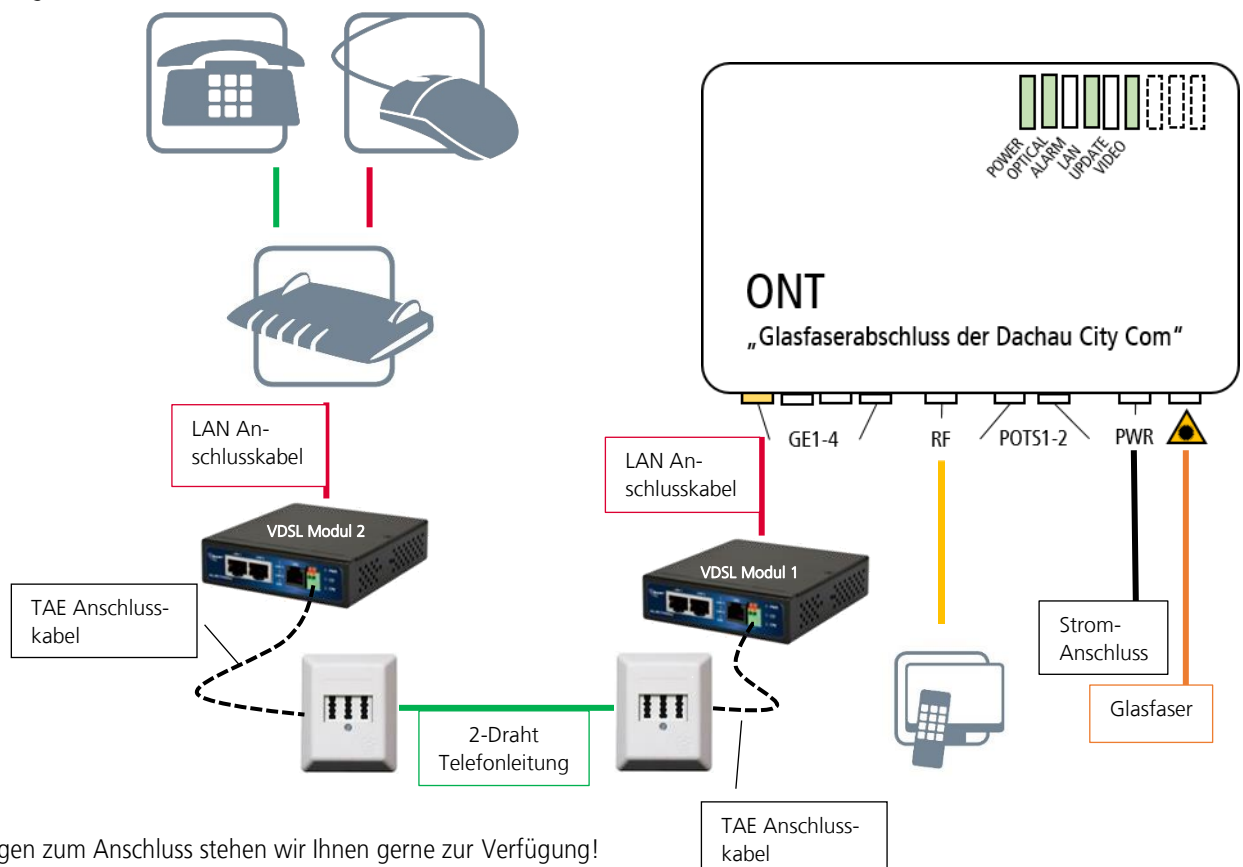 POWER
OPTICAL
ALARM
LAN
UPDATE
VIDEO
ONT
„Glasfaserabschluss der Dachau City Com“
GE1-4
RF
POTS1-2
PWR
LAN An-
schlusskabel
LAN An-
schlusskabel
VDSL Modul 2
VDSL Modul 1
TAE Anschluss-
kabel
Strom-
Anschluss
Glasfaser
2-Draht
Telefonleitung
TAE Anschluss-
kabel
gen zum Anschluss stehen wir Ihnen gerne zur Verfügung!